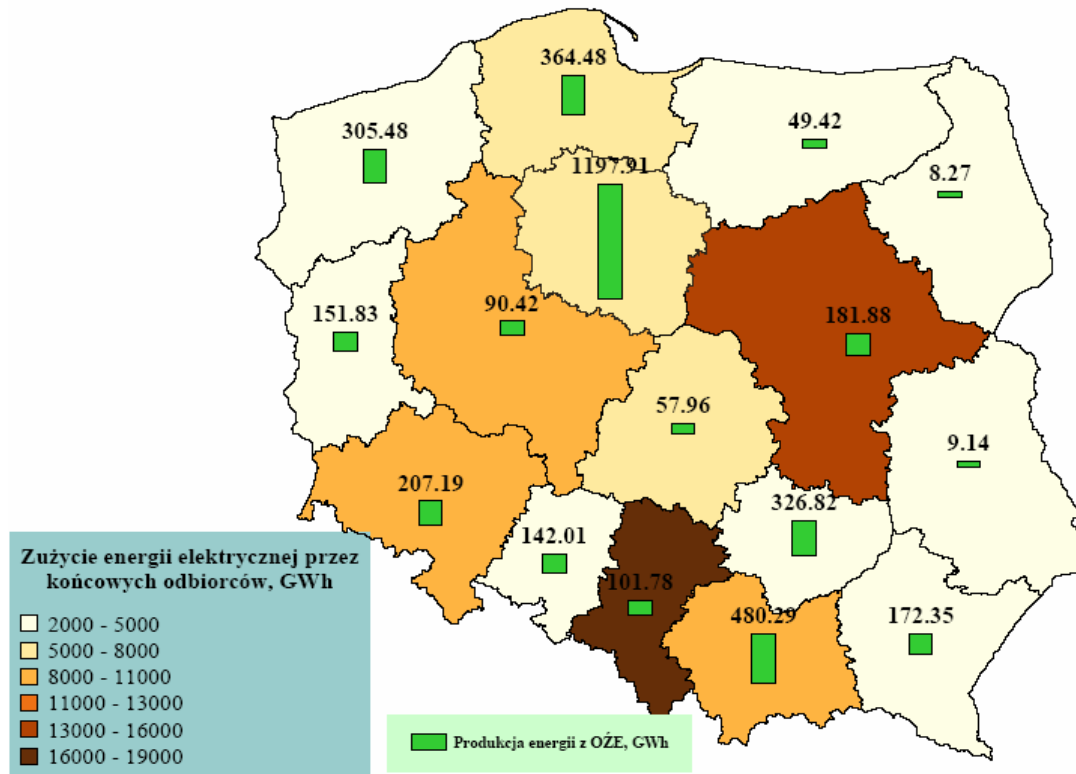 364.48
49.42
305.48
1197.91
8.27
151.83
90.42
181.88
57.96
9.14
207.19
326.82
142.01
101.78
480.29
172.35
Zużycie energii elektrycznej przez
końcowych odbiorców, GWh
2000 - 5000
5000 - 8000
8000 - 11000
11000 - 13000
13000 - 16000
16000 - 19000
Produkcja energii z OŹE, GWh